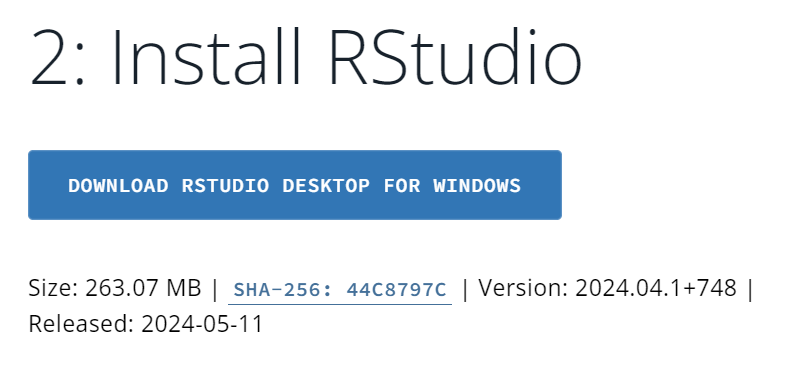 2: Install RStudio
DOWNLOAD RSTUDIO DESKTOP FOR WINDOWS
Size: 263.07 MB | SHA-256: 44C8797C | Version: 2024.04.1+748 |
Released: 2024-05-11